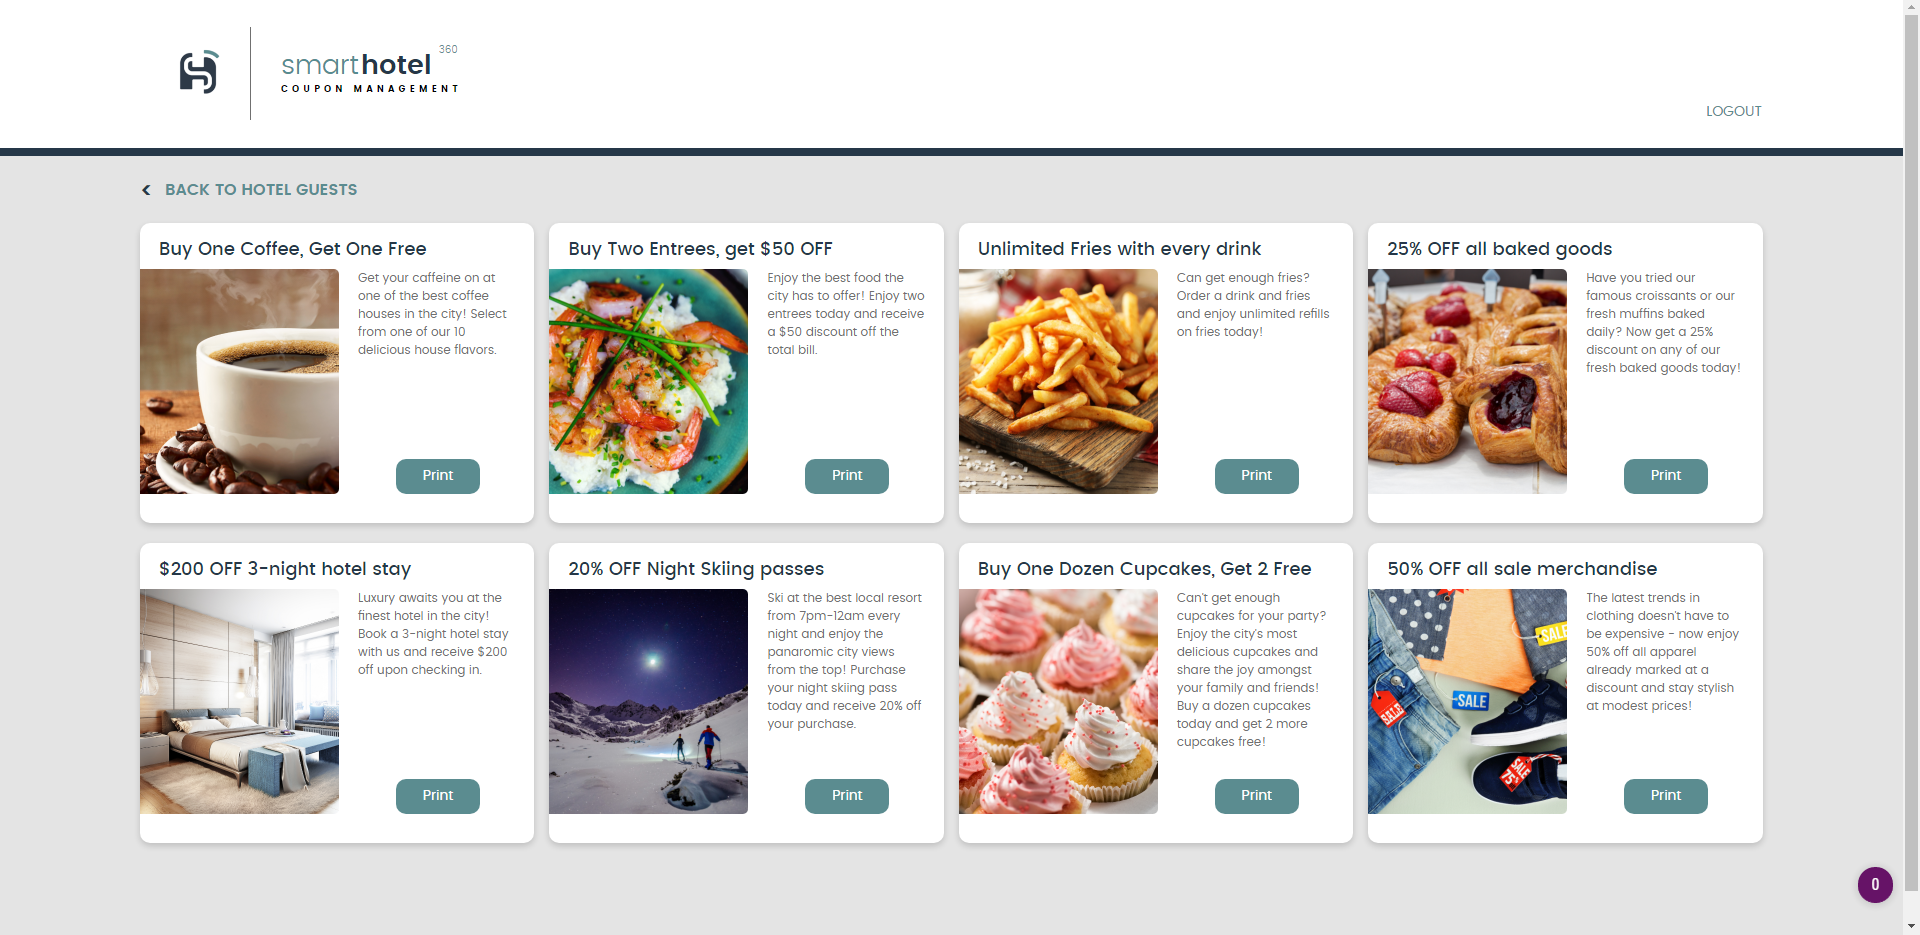 360
smarthotel
COUPON MANAGEMENT
LOGOUT
BACK TO HOTEL GUESTS
Buy One Coffee, Get One Free
Get your caffeine on at
one of the best coffee
houses in the city! Select
from one of our 10
delicious house flavors.
Print
Buy Two Entrees, get $50 OFF
Enjoy the best food the
city has to offer! Enjoy two
entrees today and receive
a $50 discount off the
total bill.
Print
Unlimited Fries with every drink
Can get enough fries?
Order a drink and fries
and enjoy unlimited refills
on fries today!
Print
25% OFF all baked goods
Have you tried our
famous croissants or our
fresh muffins baked
daily? Now get a 25%
discount on any of our
fresh baked goods today!
Print
$200 OFF 3-night hotel stay
Luxury awaits you at the
finest hotel in the city!
Book a 3-night hotel stay
with us and receive $200
off upon checking in.
Print
20% OFF Night Skiing passes
Ski at the best local resort
from 7pm-12am every
night and enjoy the
panaromic city views
from the top! Purchase
your night skiing pass
today and receive 20% off
your purchase.
Print
Buy One Dozen Cupcakes, Get 2 Free
Can't get enough
cupcakes for your party?
Enjoy the city's most
delicious cupcakes and
share the joy amongst
your family and friends!
Buy a dozen cupcakes
today and get 2 more
cupcakes free!
Print
50% OFF all sale merchandise
SALE
SALE
SALE
SALE
75%
The latest trends in
clothing doesn't have to
be expensive - now enjoy
50% off all apparel
already marked at a
discount and stay stylish
at modest prices!
Print
0